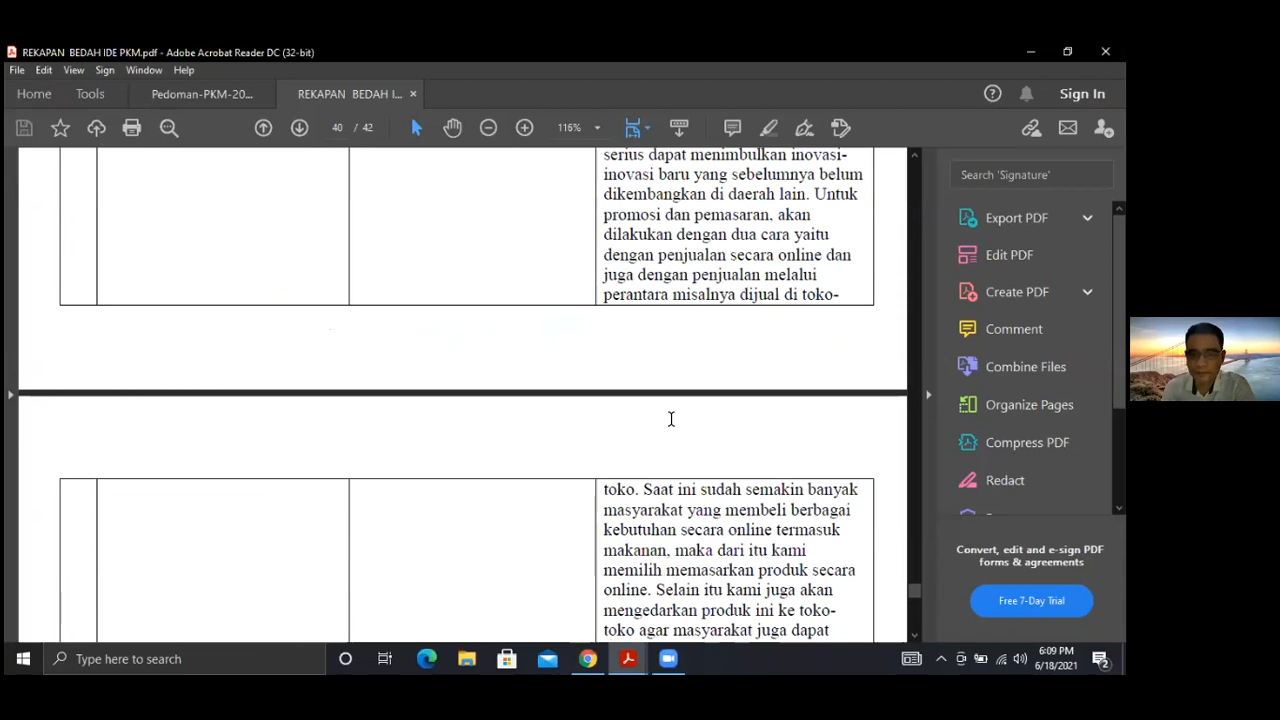 REKAPAN BEDAH IDE PKM.pdf - Adobe Acrobat Reader DC (32-bit)
File Edit View Sign Window Help
Home Tools Pedoman-PKM-20... REKAPAN BEDAH I... Sign In
40 / 42 116%
serius dapat menimbulkan inovasi-
inovasi baru yang sebelumnya belum
dikembangkan di daerah lain. Untuk
promosi dan pemasaran, akan
dilakukan dengan dua cara yaitu
dengan penjualan secara online dan
juga dengan penjualan melalui
perantara misalnya dijual di toko-
toko. Saat ini sudah semakin banyak
masyarakat yang membeli berbagai
kebutuhan secara online termasuk
makanan, maka dari itu kami
memilih memasarkan produk secara
online. Selain itu kami juga akan
mengedarkan produk ini ke toko-
toko agar masyarakat juga dapat
Search 'Signature'
Export PDF
Edit PDF
Create PDF
Comment
Combine Files
Organize Pages
Compress PDF
Redact
Convert, edit and e-sign PDF
forms & agreements
Free 7-Day Trial
Type here to search
6:09 PM
6/18/2021
2